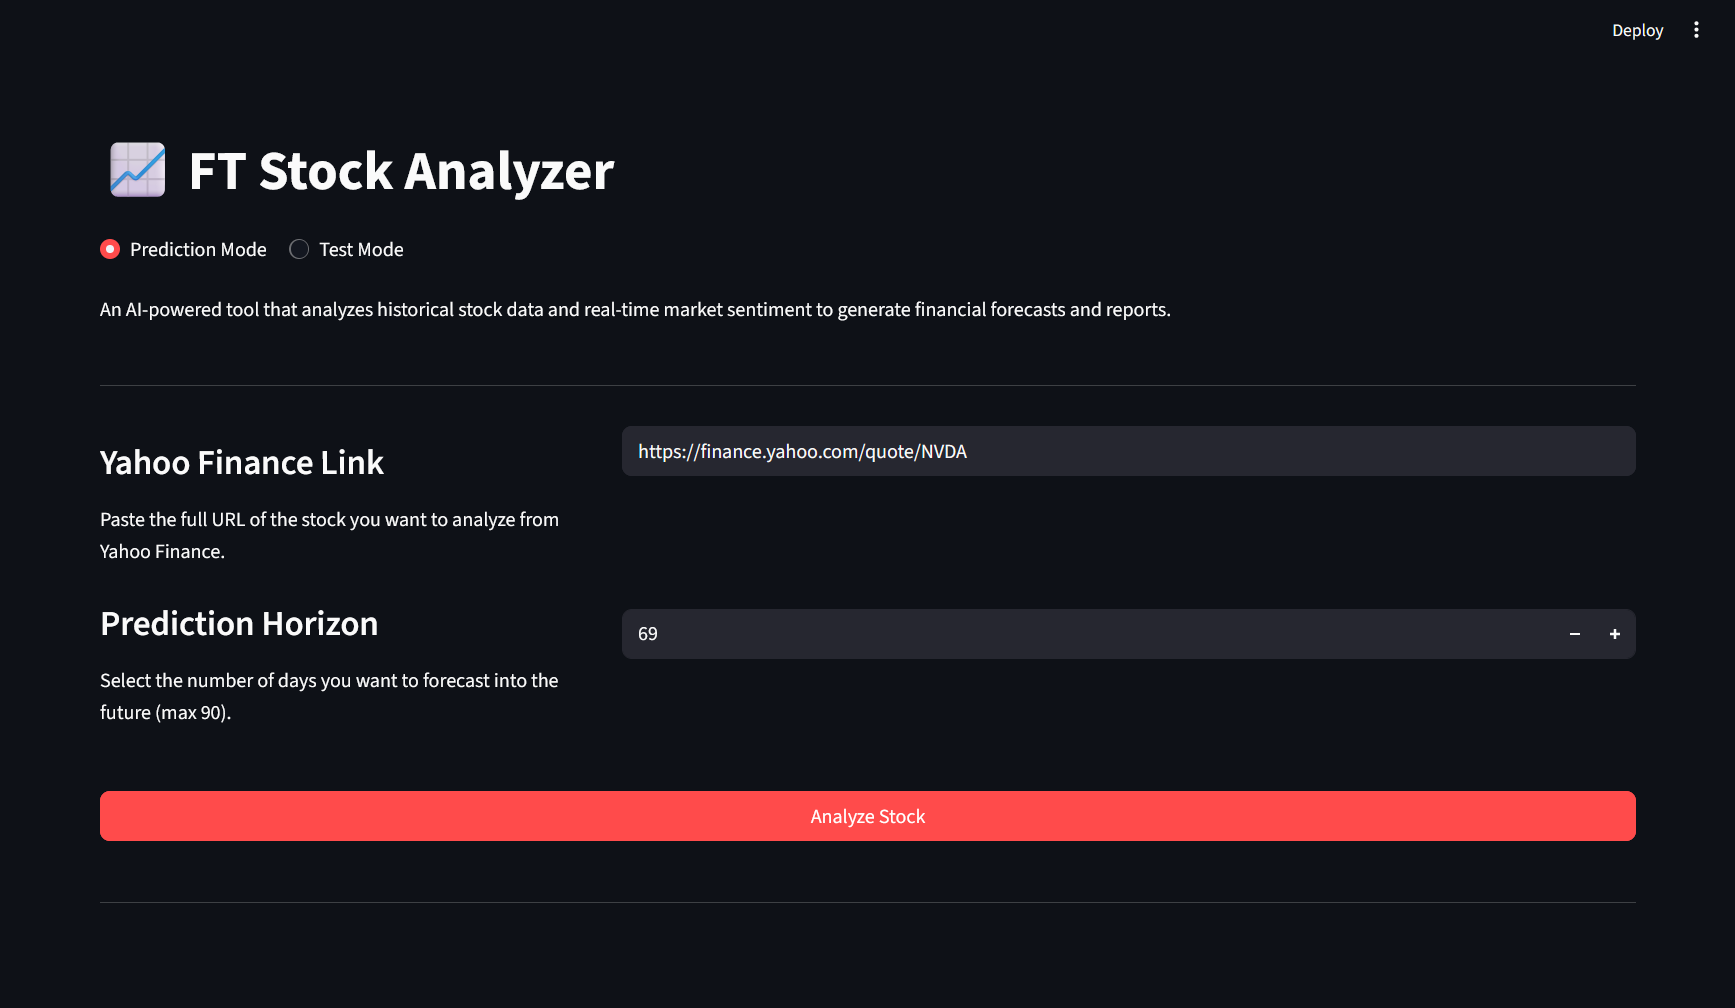 Deploy
FT Stock Analyzer
Prediction Mode
Test Mode
An AI-powered tool that analyzes historical stock data and real-time market sentiment to generate financial forecasts and reports.
Yahoo Finance Link
https://finance.yahoo.com/quote/NVDA
Paste the full URL of the stock you want to analyze from
Yahoo Finance.
Prediction Horizon
69
Select the number of days you want to forecast into the
future (max 90).
Analyze Stock